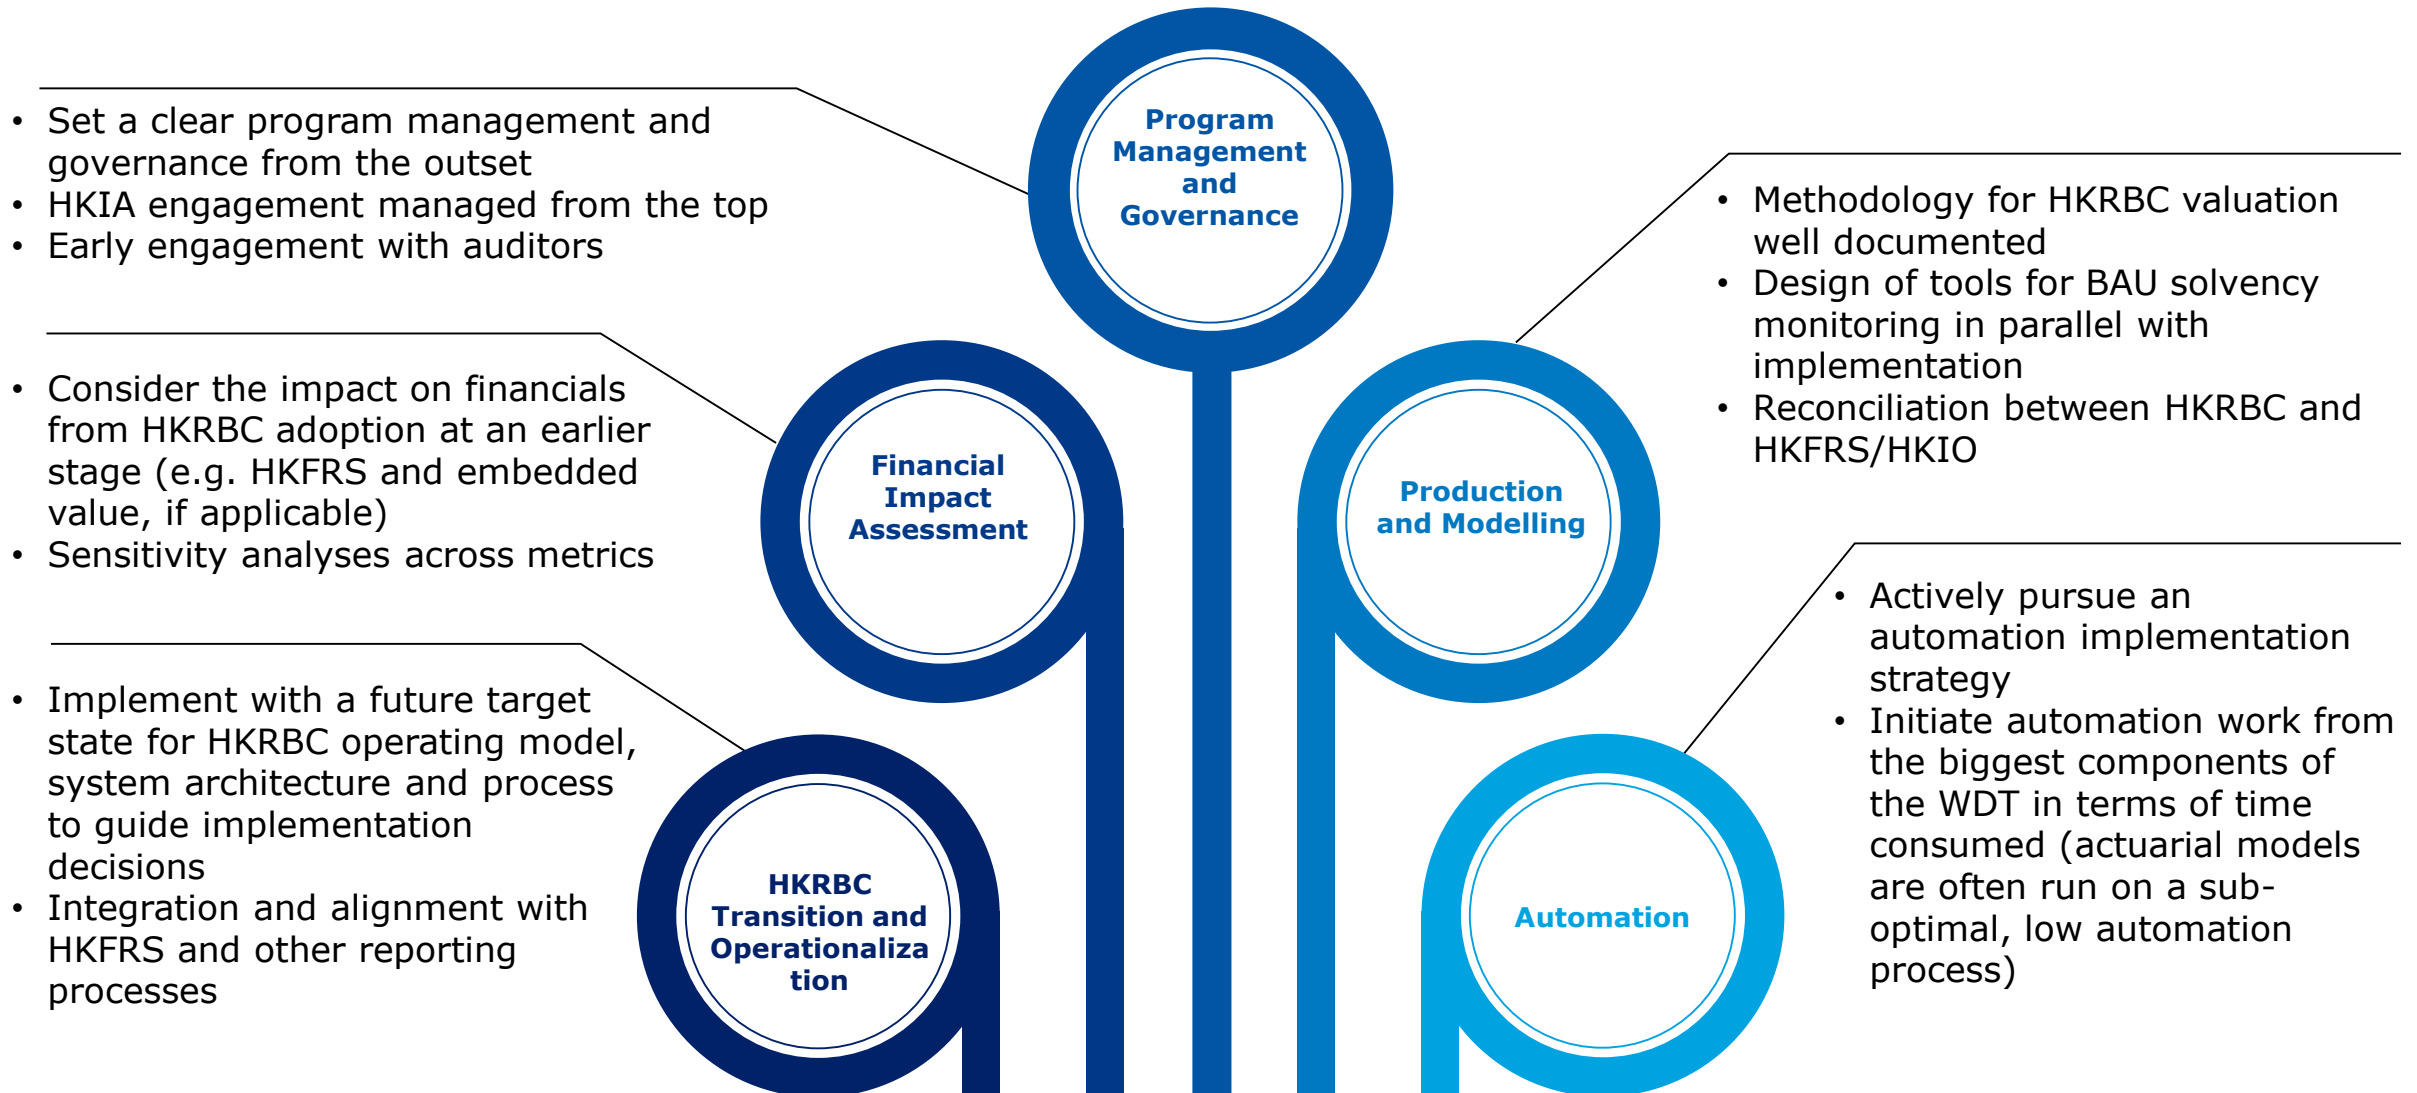 Program
Management
and
Governance
• Set a clear program management and
governance from the outset
• HKIA engagement managed from the top
• Early engagement with auditors
Financial
Impact
Assessment
• Consider the impact on financials
from HKRBC adoption at an earlier
stage (e.g. HKFRS and embedded
value, if applicable)
• Sensitivity analyses across metrics
HKRBC
Transition and
Operationaliza
tion
• Implement with a future target
state for HKRBC operating model,
system architecture and process
to guide implementation
decisions
• Integration and alignment with
HKFRS and other reporting
processes
Production
and Modelling
• Methodology for HKRBC valuation
well documented
• Design of tools for BAU solvency
monitoring in parallel with
implementation
• Reconciliation between HKRBC and
HKFRS/HKIO
Automation
• Actively pursue an
automation implementation
strategy
• Initiate automation work from
the biggest components of
the WDT in terms of time
consumed (actuarial models
are often run on a sub-
optimal, low automation
process)